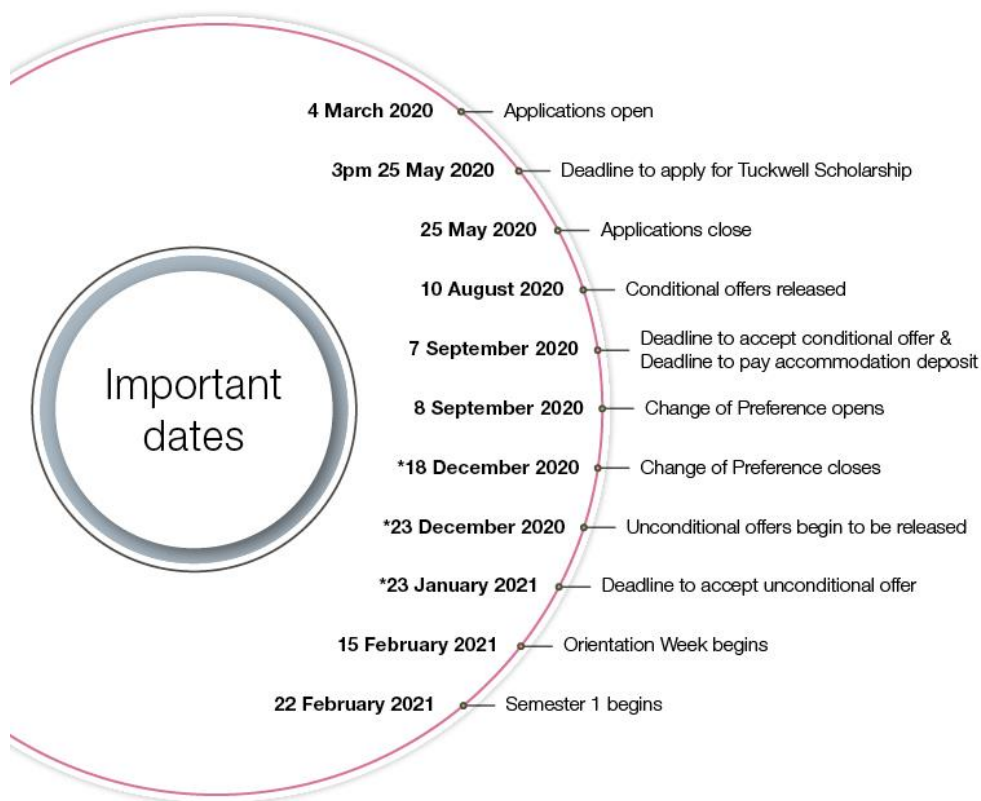 4 March 2020 Applications open
3pm 25 May 2020 Deadline to apply for Tuckwell Scholarship
25 May 2020 Applications close
10 August 2020 Conditional offers released
7 September 2020 Deadline to accept conditional offer &
Deadline to pay accommodation deposit
Important
dates
8 September 2020 Change of Preference opens
*18 December 2020 Change of Preference closes
*23 December 2020 Unconditional offers begin to be released
*23 January 2021 Deadline to accept unconditional offer
15 February 2021 Orientation Week begins
22 February 2021 Semester 1 begins